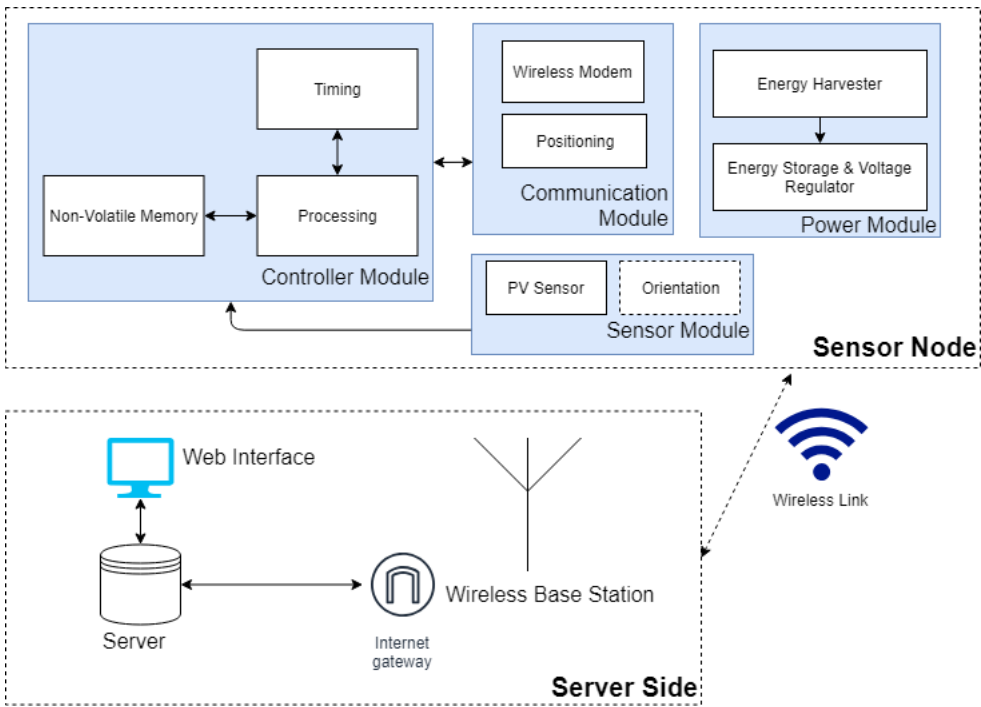 Timing
Non-Volatile Memory
Processing
Controller Module
Wireless Modem
Positioning
Communication
Module
Energy Harvester
Energy Storage & Voltage
Regulator
Power Module
PV Sensor
Orientation
Sensor Module
Sensor Node
Web Interface
Server
Internet
gateway
Wireless Base Station
Server Side
Wireless Link